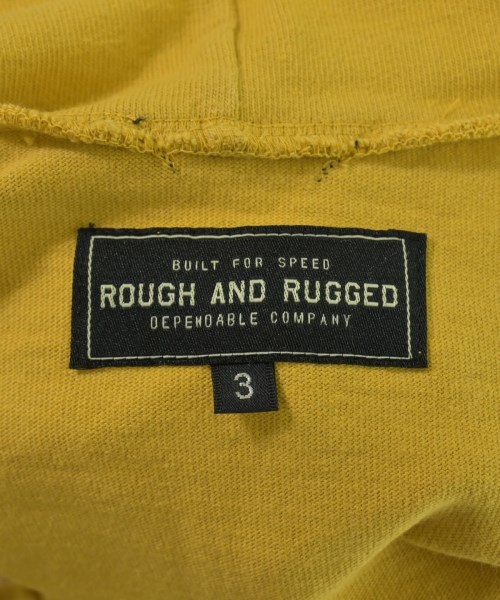 BUILT FOR SPEED
ROUGH AND RUGGED
DEPENDABLE COMPANY
3